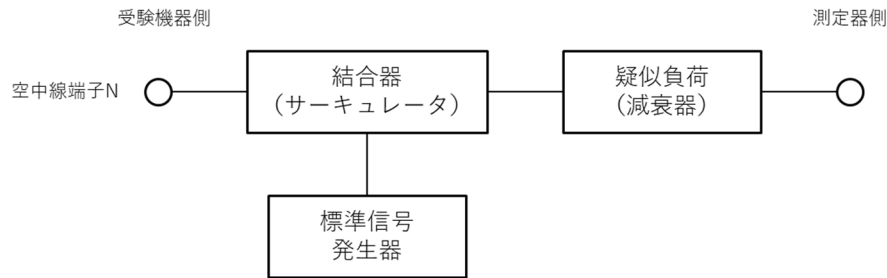 受験機器側
測定器側
空中線端子N
結合器
（サーキュレータ）
疑似負荷
（減衰器）
標準信号
発生器